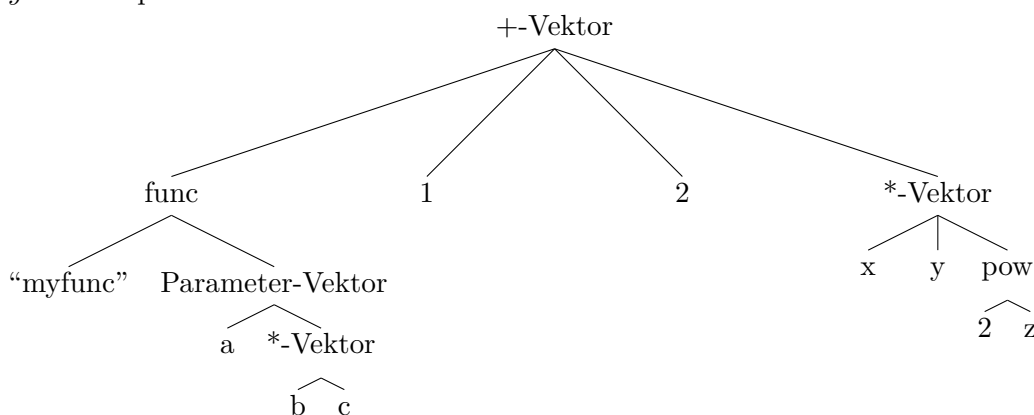 +-Vektor
func 1 2 *-Vektor
“myfunc” Parameter-Vektor x y pow
a *-Vektor 2 z
b c